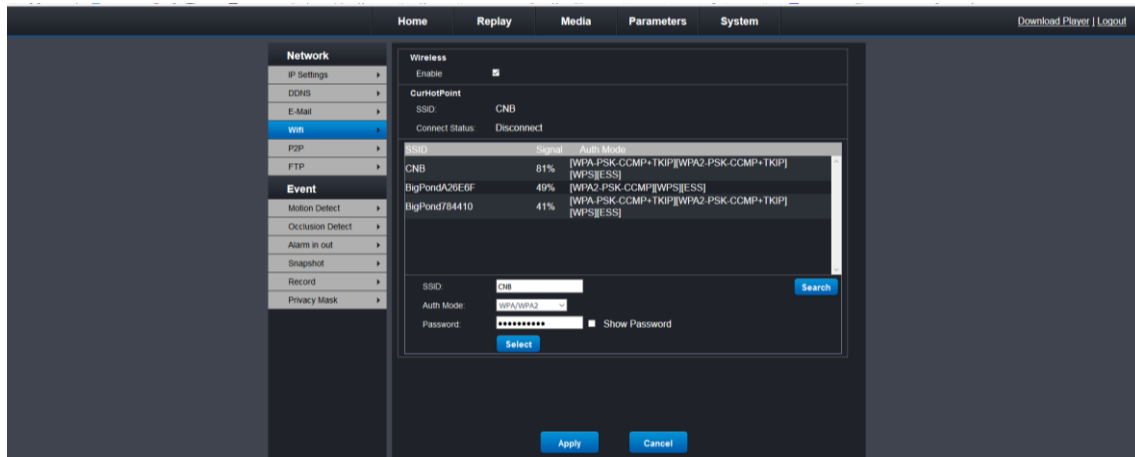 Home Replay Media Parameters System Download Player | Logout
Network
IP Settings
DDNS
E-Mail
Wifi
P2P
FTP
Event
Motion Detect
Occlusion Detect
Alarm in out
Snapshot
Record
Privacy Mask
Wireless
Enable
CurHotPoint
SSID: CNB
Connect Status: Disconnect
SSID Signal Auth Mode
CNB 81% [WPA-PSK-CCMP+TKIP][WPA2-PSK-CCMP+TKIP]
[WPS][ESS]
BigPondA26E6F 49% [WPA2-PSK-CCMP][WPS][ESS]
BigPond784410 41% [WPA-PSK-CCMP+TKIP][WPA2-PSK-CCMP+TKIP]
[WPS][ESS]
SSID: CNB Search
Auth Mode: WPA/WPA2
Password: •••••••••• Show Password
Select
Apply Cancel